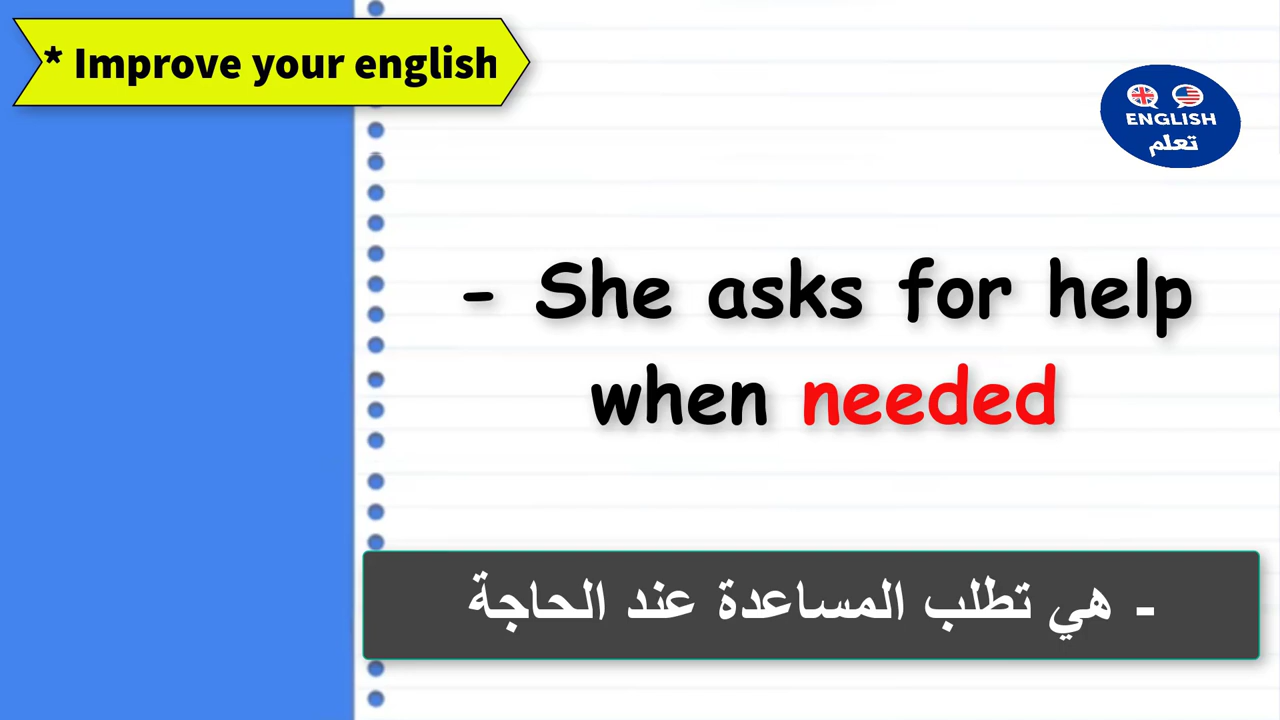 * Improve your english
ENGLISH
تعلم
- She asks for help
when needed
- هي تطلب المساعدة عند الحاجة